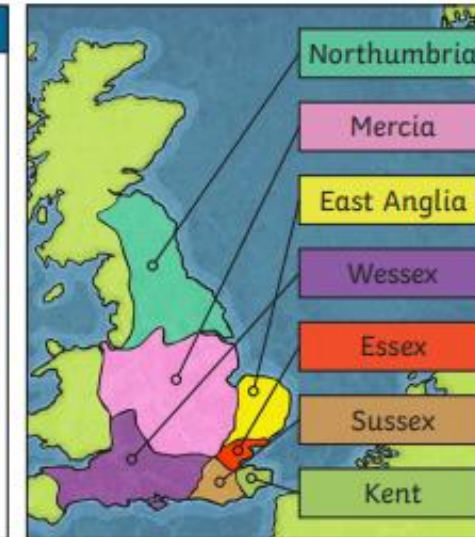 Northumbria
Mercia
East Anglia
Wessex
Essex
Sussex
Kent